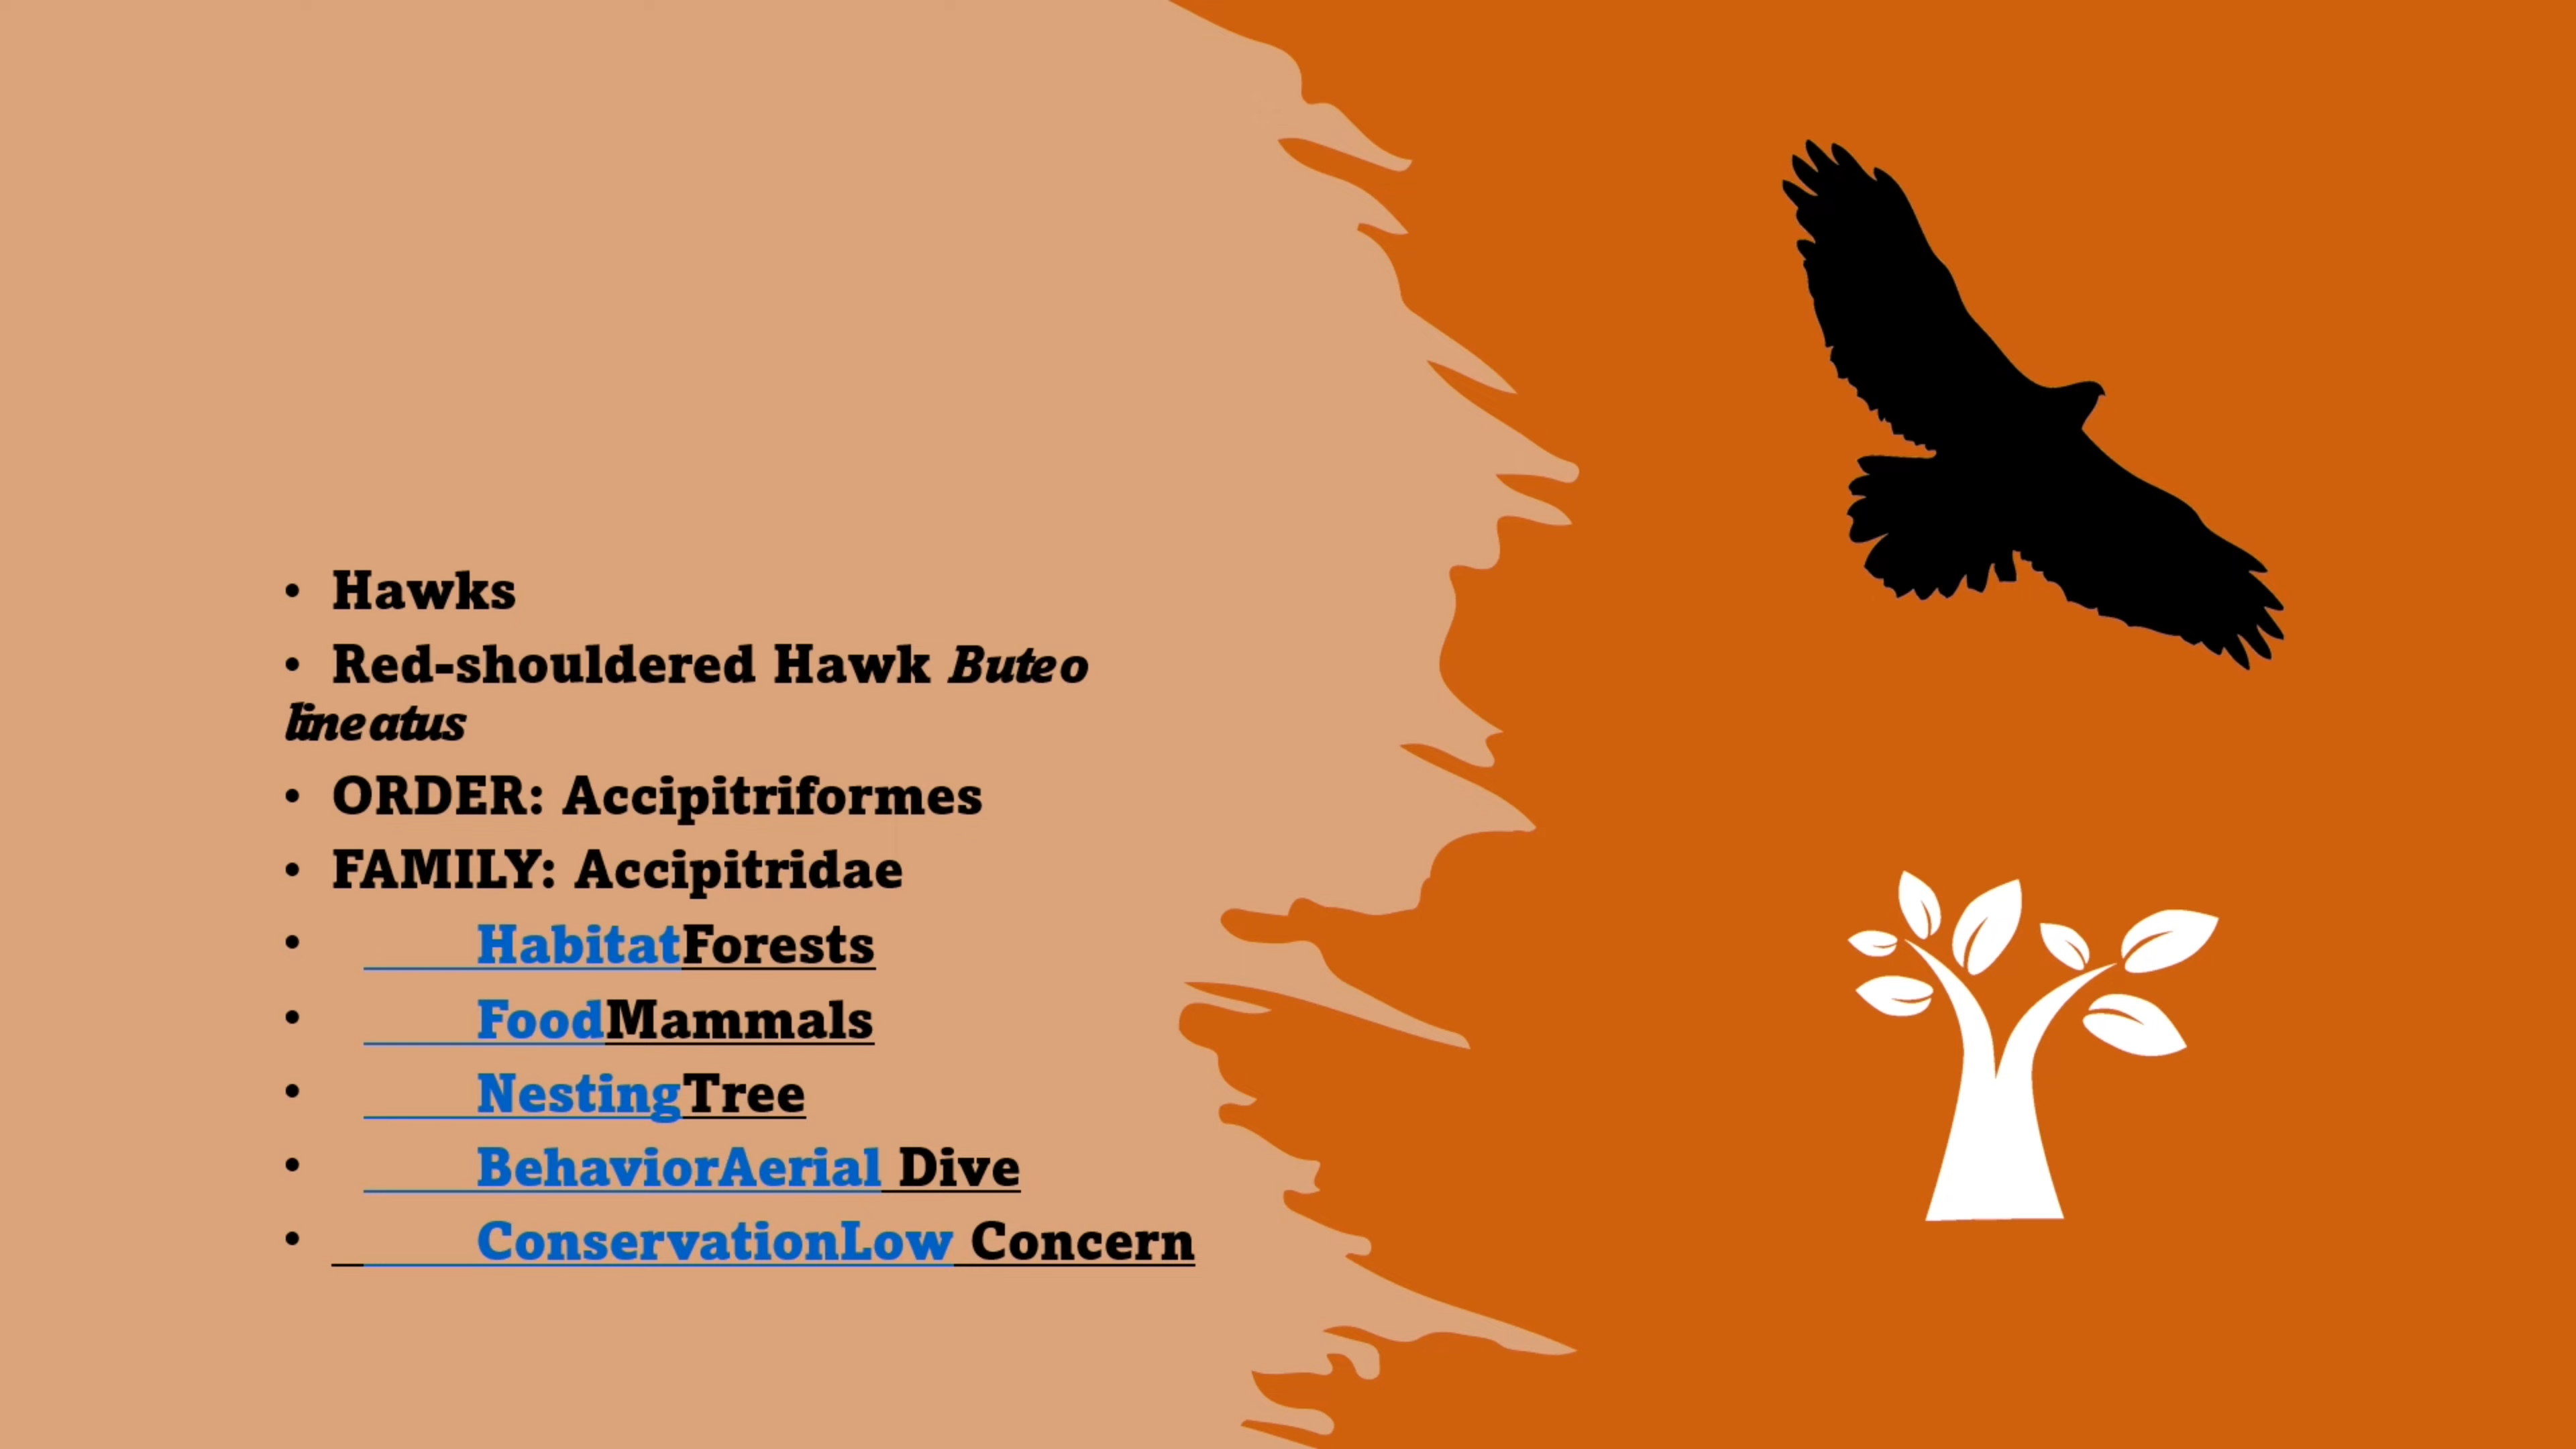 • Hawks
• Red-shouldered Hawk Buteo
lineatus
• ORDER: Accipitriformes
• FAMILY: Accipitridae
• HabitatForests
• FoodMammals
• NestingTree
• BehaviorAerial Dive
• ConservationLow Concern